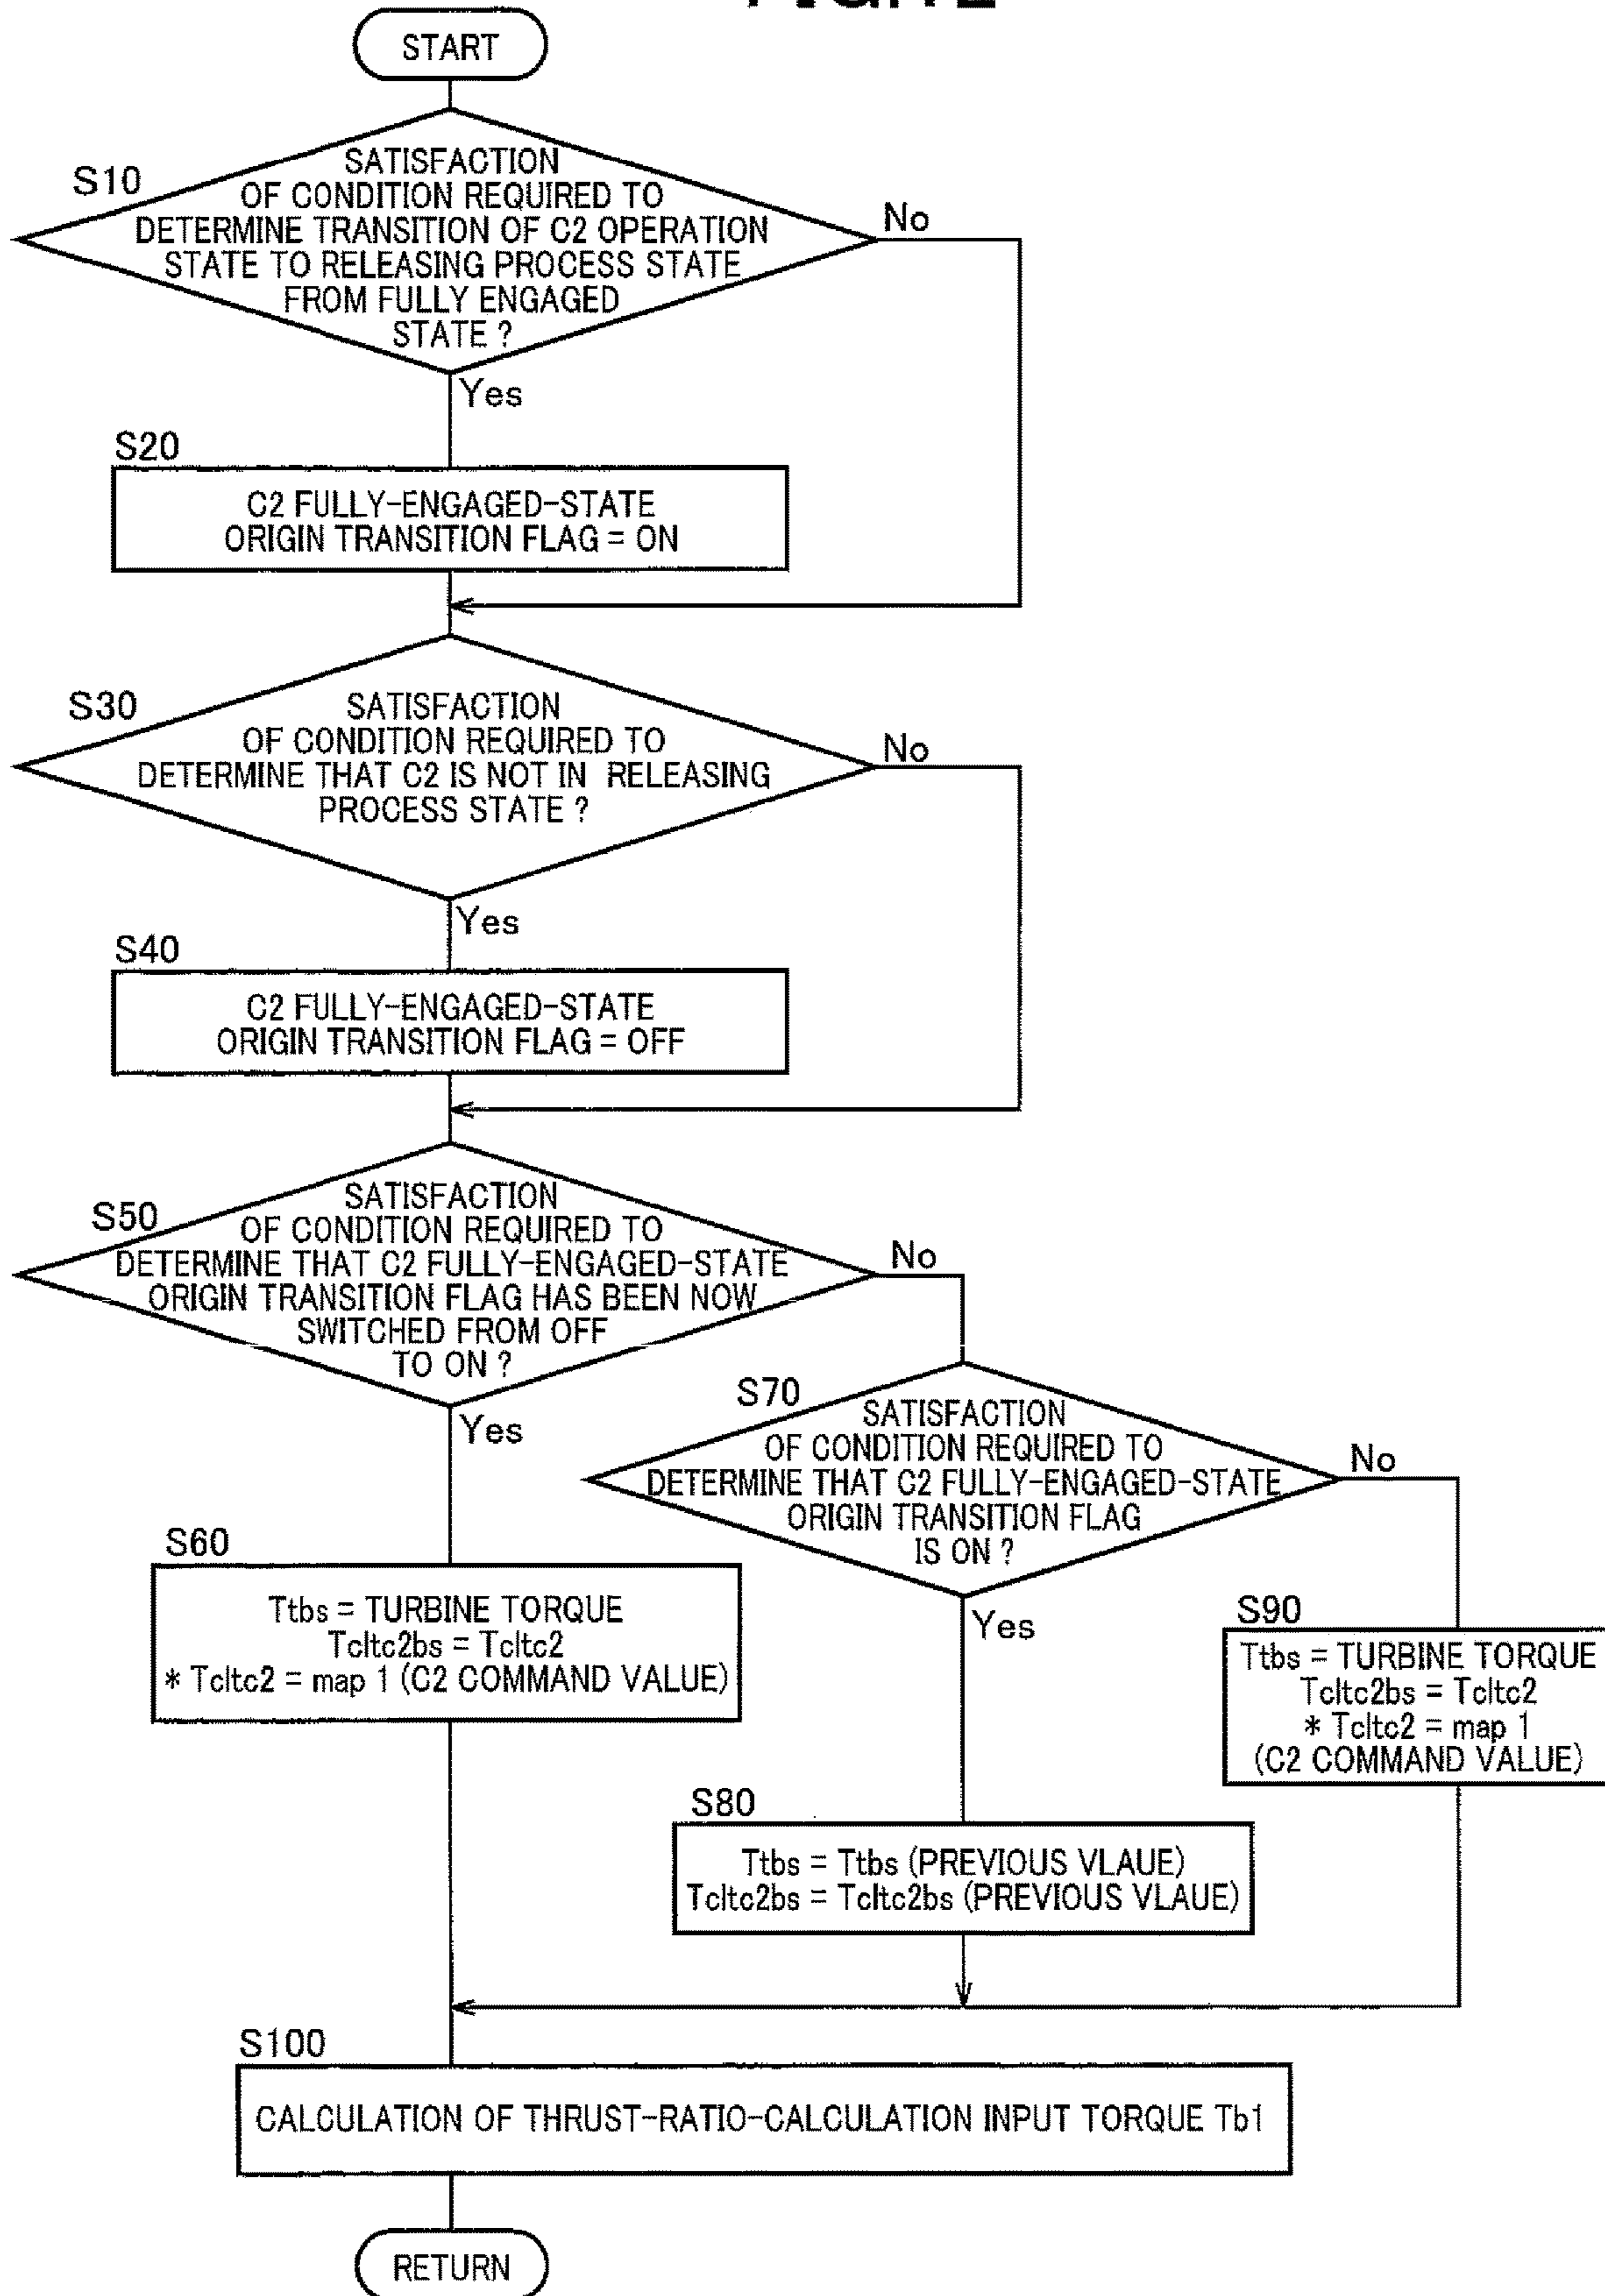 START
S10
SATISFACTION
OF CONDITION REQUIRED TO
DETERMINE TRANSITION OF C2 OPERATION
STATE TO RELEASING PROCESS STATE
FROM FULLY ENGAGED
STATE ?
No
Yes
S20
C2 FULLY-ENGAGED-STATE
ORIGIN TRANSITION FLAG = ON
S30
SATISFACTION
OF CONDITION REQUIRED TO
DETERMINE THAT C2 IS NOT IN RELEASING
PROCESS STATE ?
No
Yes
S40
C2 FULLY-ENGAGED-STATE
ORIGIN TRANSITION FLAG = OFF
S50
SATISFACTION
OF CONDITION REQUIRED TO
DETERMINE THAT C2 FULLY-ENGAGED-STATE
ORIGIN TRANSITION FLAG HAS BEEN NOW
SWITCHED FROM OFF
TO ON ?
No
Yes
S70
SATISFACTION
OF CONDITION REQUIRED TO
DETERMINE THAT C2 FULLY-ENGAGED-STATE
ORIGIN TRANSITION FLAG
IS ON ?
No
Yes
S60
Ttbs = TURBINE TORQUE
Tcltc2bs = Tcltc2
* Tcltc2 = map 1 (C2 COMMAND VALUE)
S90
Ttbs = TURBINE TORQUE
Tcltc2bs = Tcltc2
* Tcltc2 = map 1
(C2 COMMAND VALUE)
S80
Ttbs = Ttbs (PREVIOUS VLAUE)
Tcltc2bs = Tcltc2bs (PREVIOUS VLAUE)
S100
CALCULATION OF THRUST-RATIO-CALCULATION INPUT TORQUE Tb1
RETURN